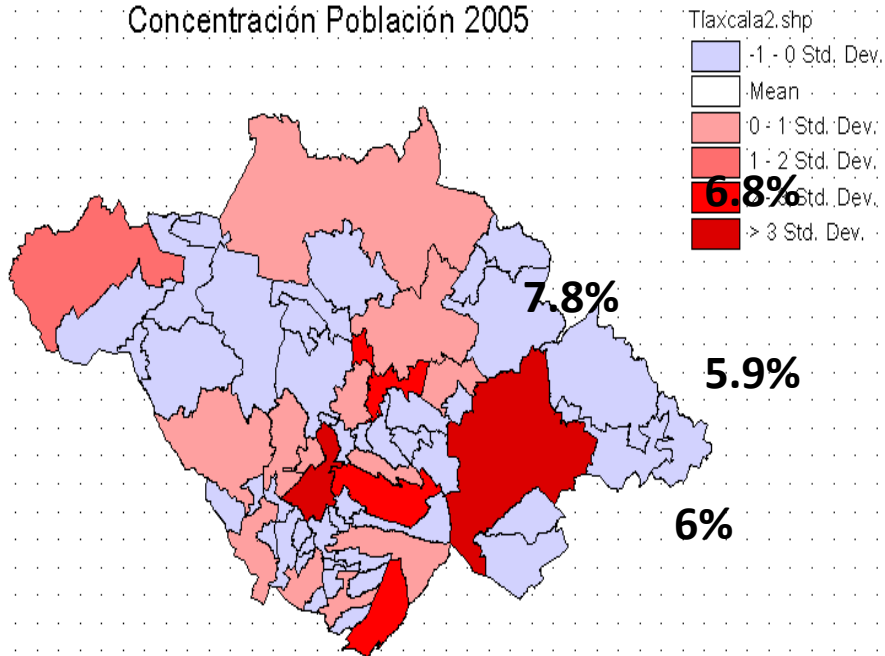 Concentración Población 2005
Tlaxcala2.shp
-1 - 0 Std. Dev.
Mean
0 - 1 Std. Dev.
1 - 2 Std. Dev.
6.8%
Std. Dev.
> 3 Std. Dev.
7.8%
5.9%
6%